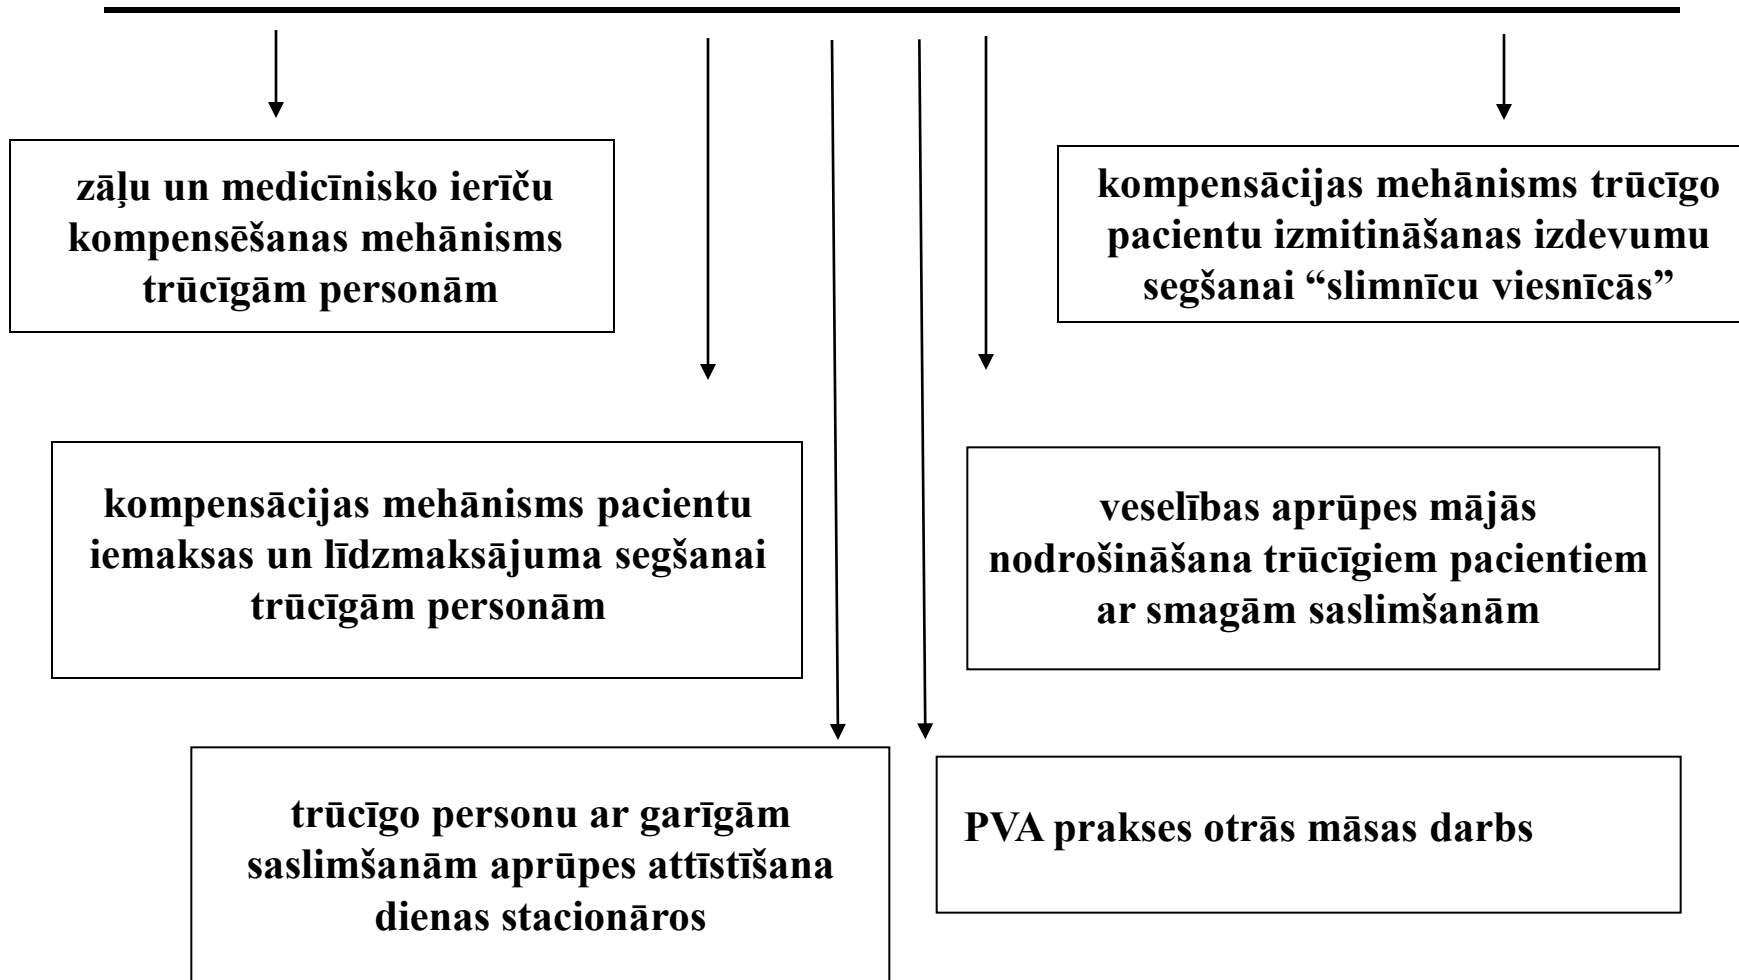 zāļu un medicīnisko ierīču
kompensēšanas mehānisms
trūcīgām personām
kompensācijas mehānisms trūcīgo
pacientu izmitināšanas izdevumu
segšanai “slimnīcu viesnīcās”
kompensācijas mehānisms pacientu
iemaksas un līdzmaksājuma segšanai
trūcīgām personām
veselības aprūpes mājās
nodrošināšana trūcīgiem pacientiem
ar smagām saslimšanām
trūcīgo personu ar garīgām
saslimšanām aprūpes attīstīšana
dienas stacionāros
PVA prakses otrās māsas darbs